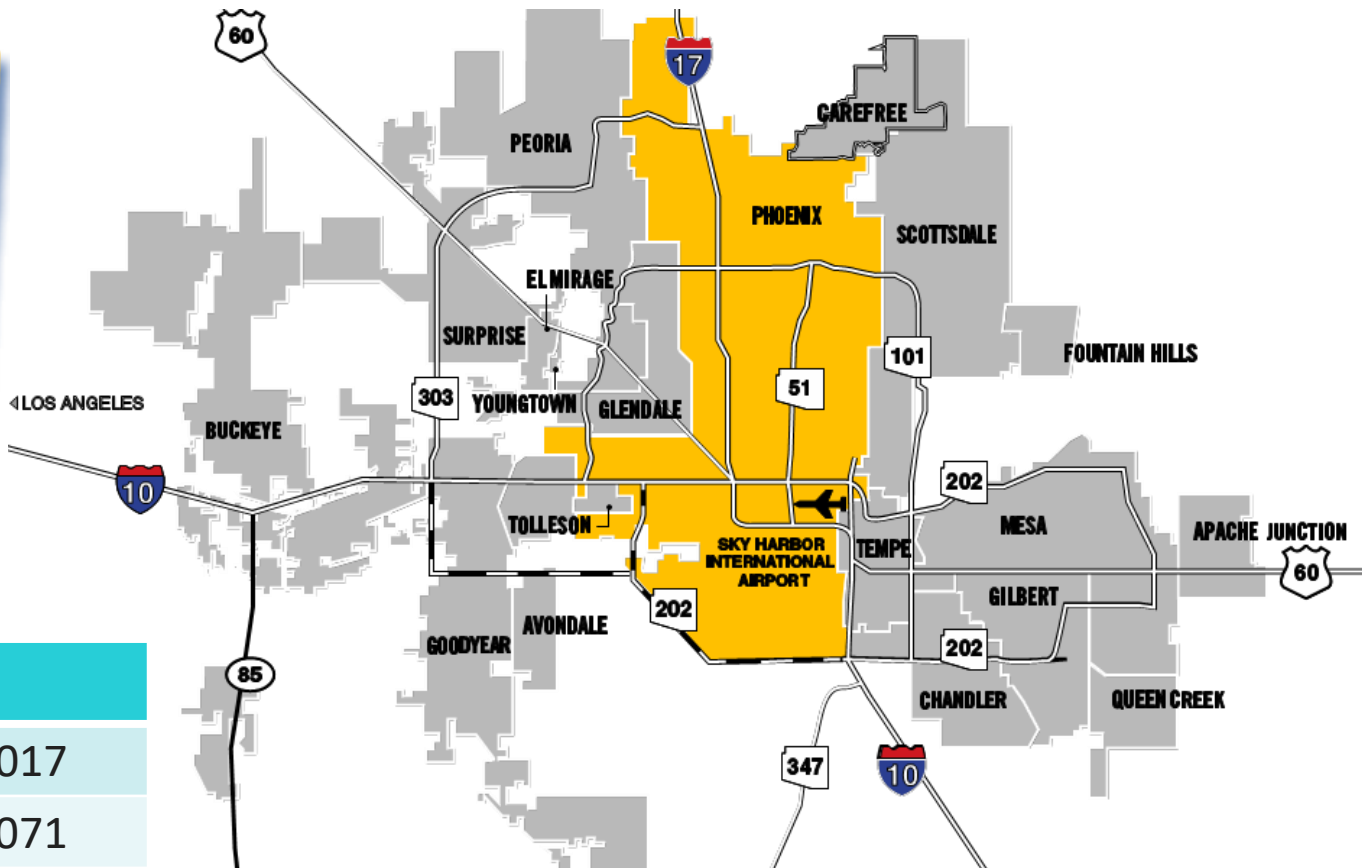 60
17
CAREFREE
PEORIA
PHOENIX
SCOTTSDALE
EL MIRAGE
SURPRISE
FOUNTAIN HILLS
101
51
303
YOUNGTOWN
GLENDALE
LOS ANGELES
BUCKEYE
10
202
TOLLESON
MESA
APACHE JUNCTION
SKY HARBOR
INTERNATIONAL
AIRPORT
TEMPE
60
GILBERT
202
AVONDALE
GOODYEAR
202
85
CHANDLER
QUEEN CREEK
347
10
017
071